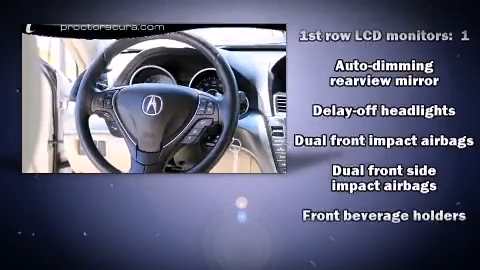 proctoracura.com
1st row LCD monitors: 1
Auto-dimming
rearview mirror
Delay-off headlights
Dual front impact airbags
Dual front side
impact airbags
Front beverage holders